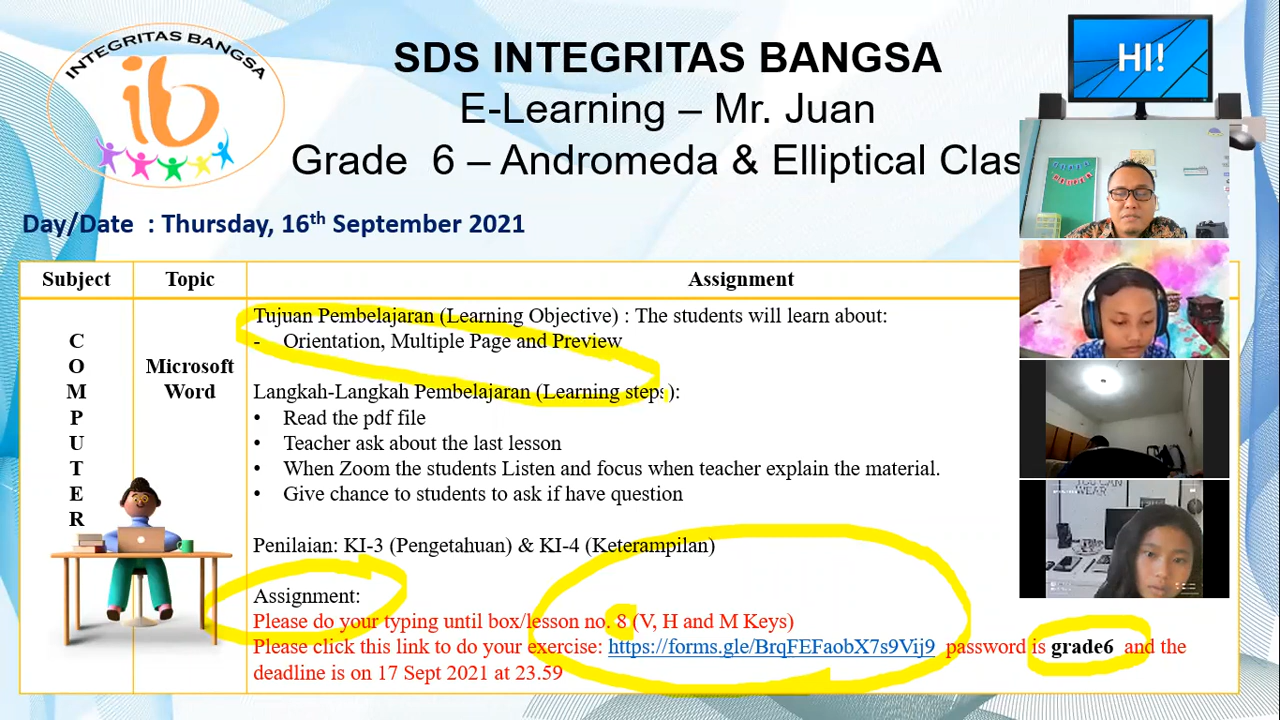 INTEGRITAS BANGSA
ib
SDS INTEGRITAS BANGSA
E-Learning – Mr. Juan
Grade 6 – Andromeda & Elliptical Clas
HI!
Day/Date : Thursday, 16th September 2021
Subject Topic Assignment
COMPUTER
Microsoft
Word
Tujuan Pembelajaran (Learning Objective) : The students will learn about:
- Orientation, Multiple Page and Preview
Langkah-Langkah Pembelajaran (Learning steps):
• Read the pdf file
• Teacher ask about the last lesson
• When Zoom the students Listen and focus when teacher explain the material.
• Give chance to students to ask if have question
Penilaian: KI-3 (Pengetahuan) & KI-4 (Keterampilan)
Assignment:
Please do your typing until box/lesson no. 8 (V, H and M Keys)
Please click this link to do your exercise: https://forms.gle/BrqFEFaobX7s9Vij9 password is grade6 and the
deadline is on 17 Sept 2021 at 23.59
WEAR